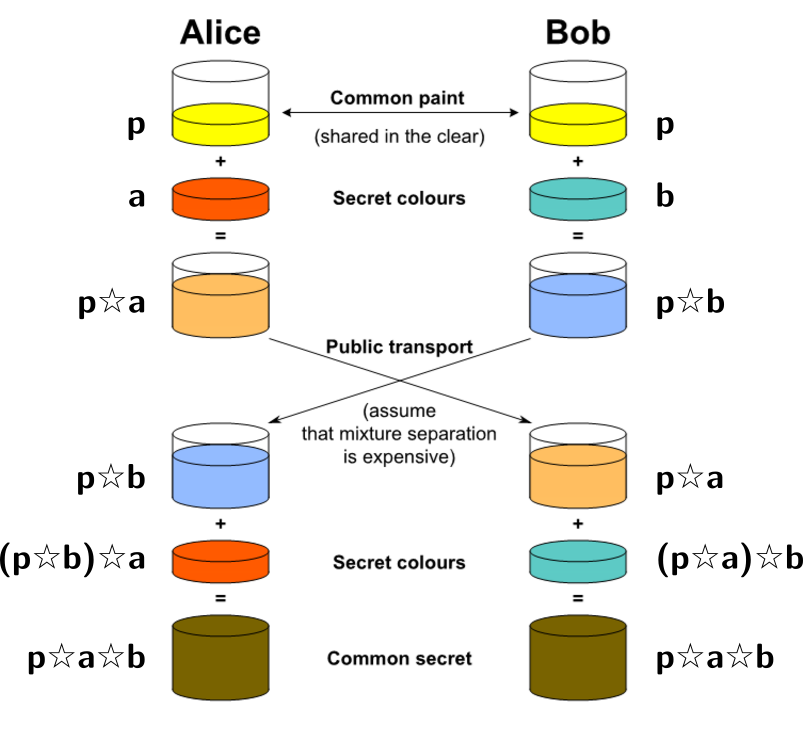 Alice Bob
Common paint
p (shared in the clear) p
+ +
a Secret colours b
= =
p☆a p☆b
Public transport
(assume
that mixture separation
is expensive)
p☆b p☆a
+ +
(p☆b)☆a Secret colours (p☆a)☆b
= =
p☆a☆b Common secret p☆a☆b